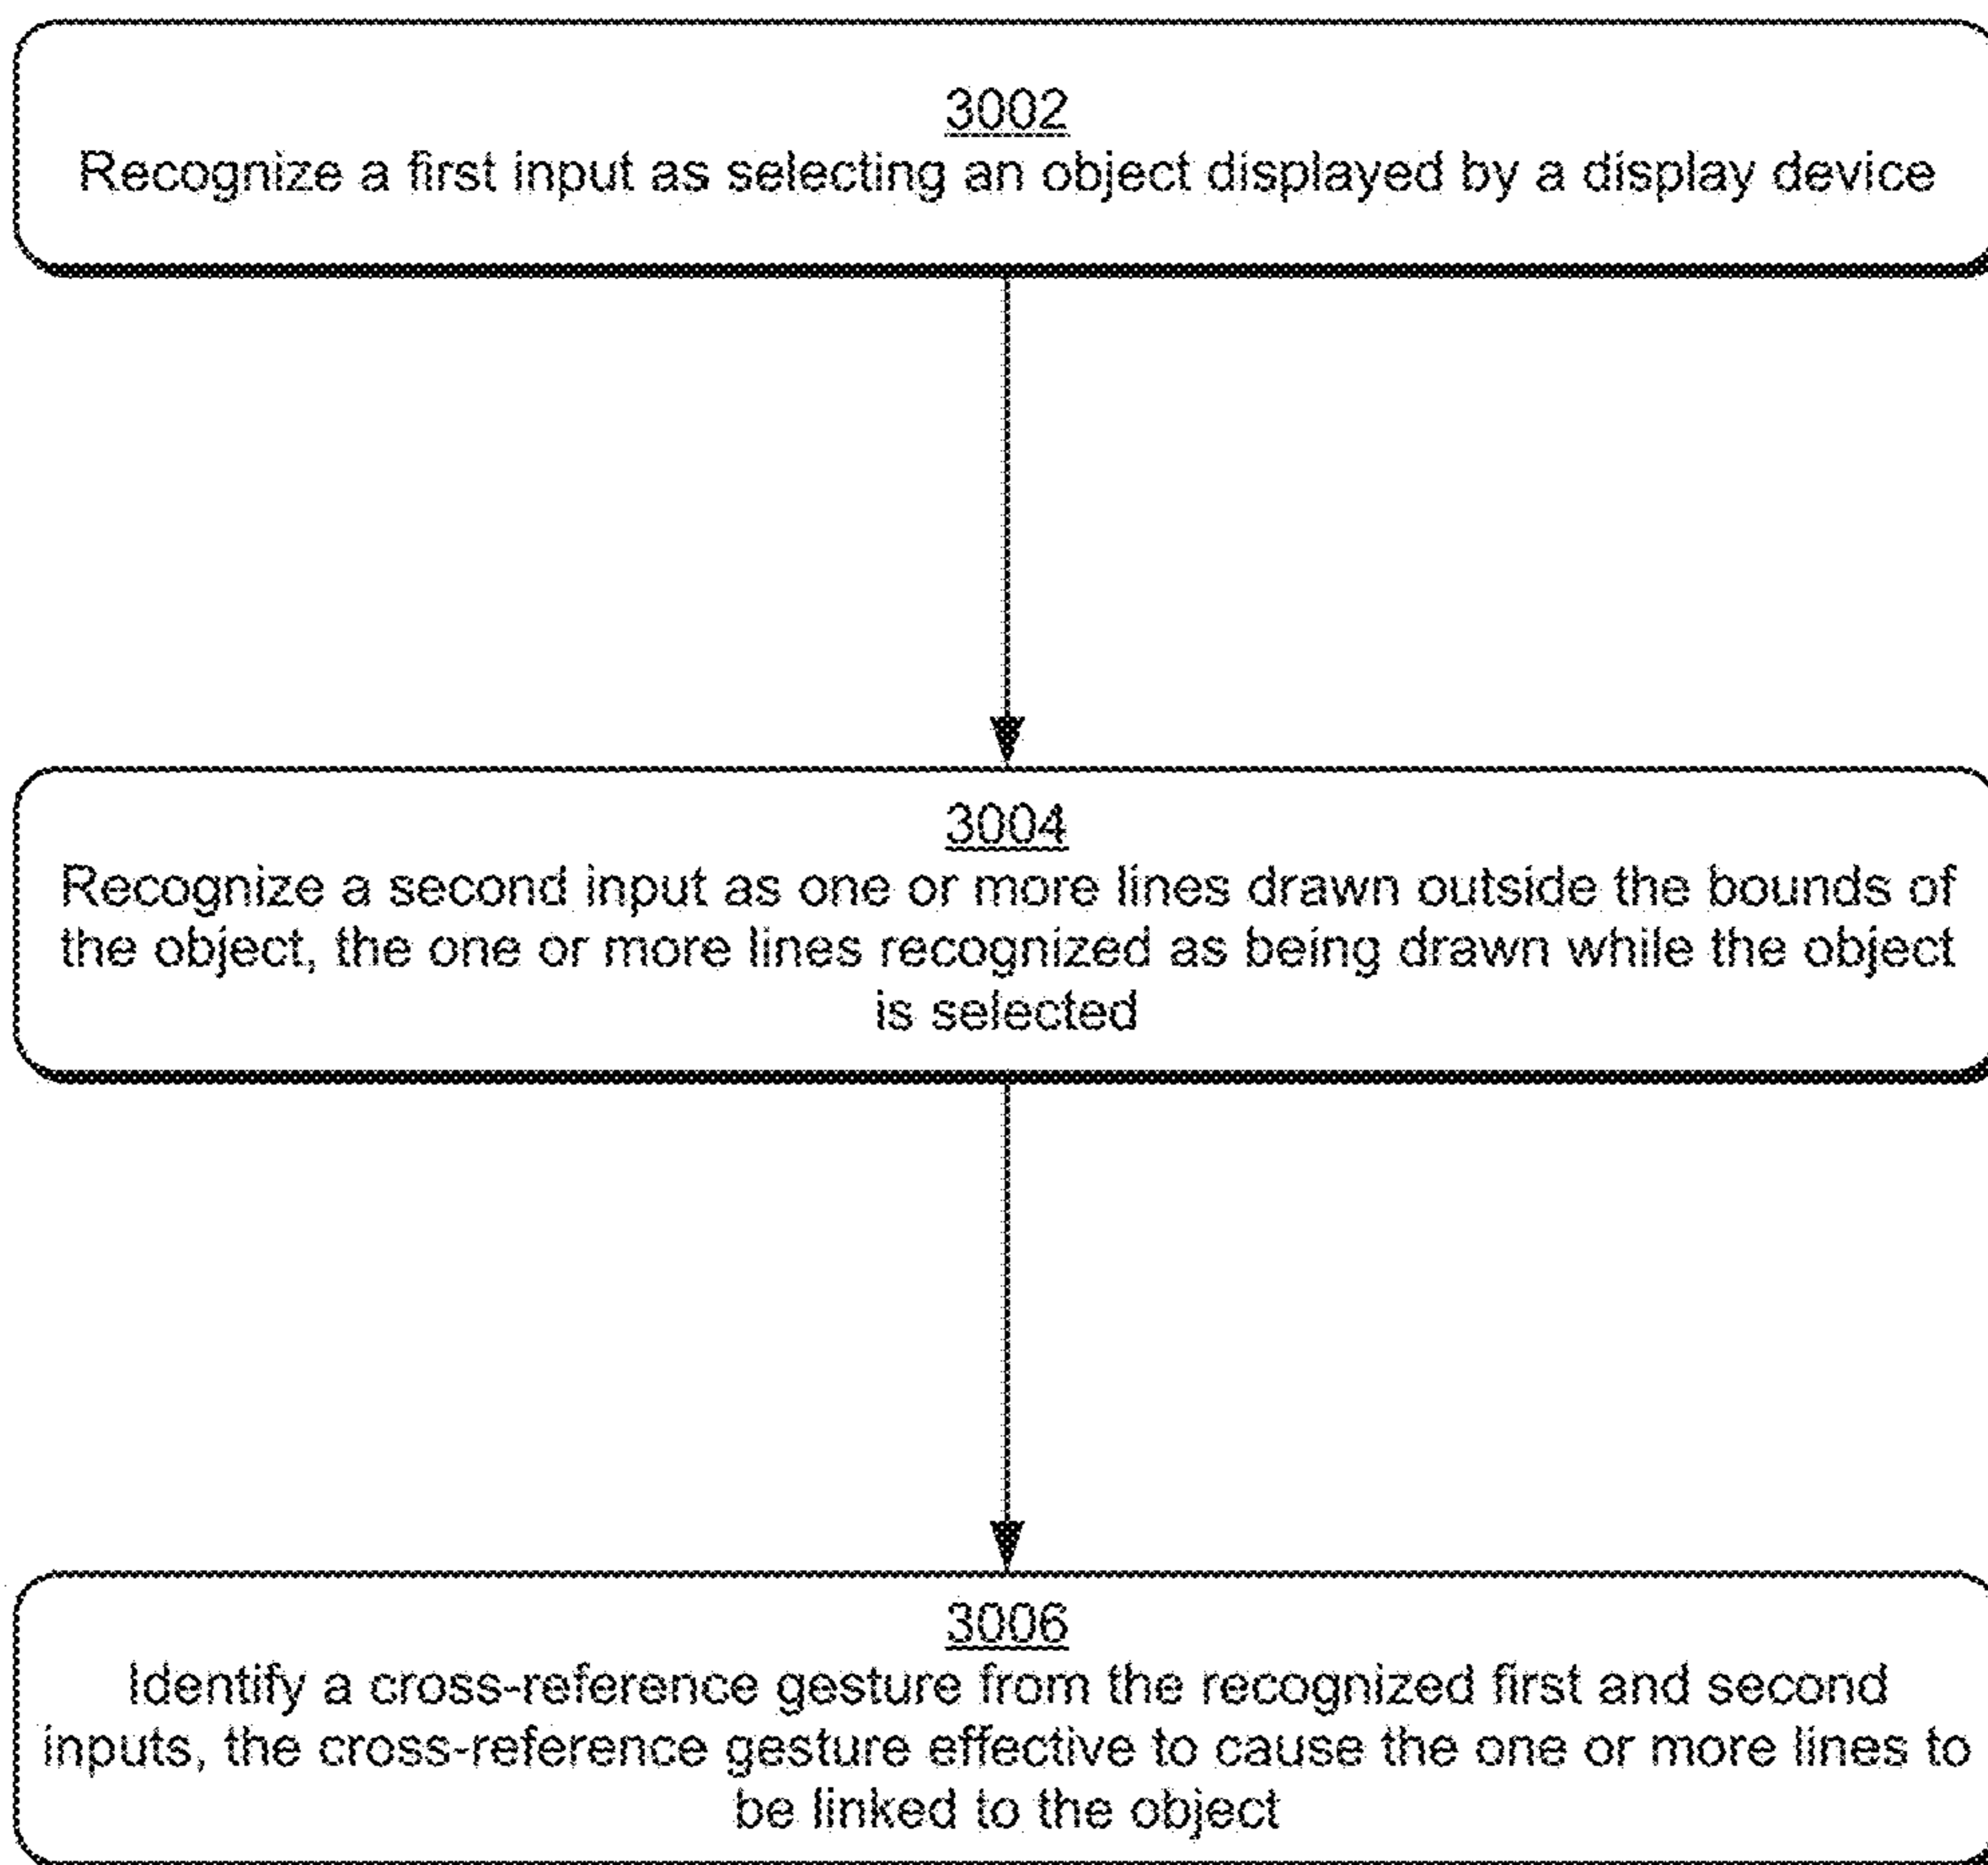 3002
Recognize a first input as selecting an object displayed by a display device
3004
Recognize a second input as one or more lines drawn outside the bounds of
the object, the one or more lines recognized as being drawn while the object
is selected
3006
Identify a cross-reference gesture from the recognized first and second
inputs, the cross-reference gesture effective to cause the one or more lines to
be linked to the object